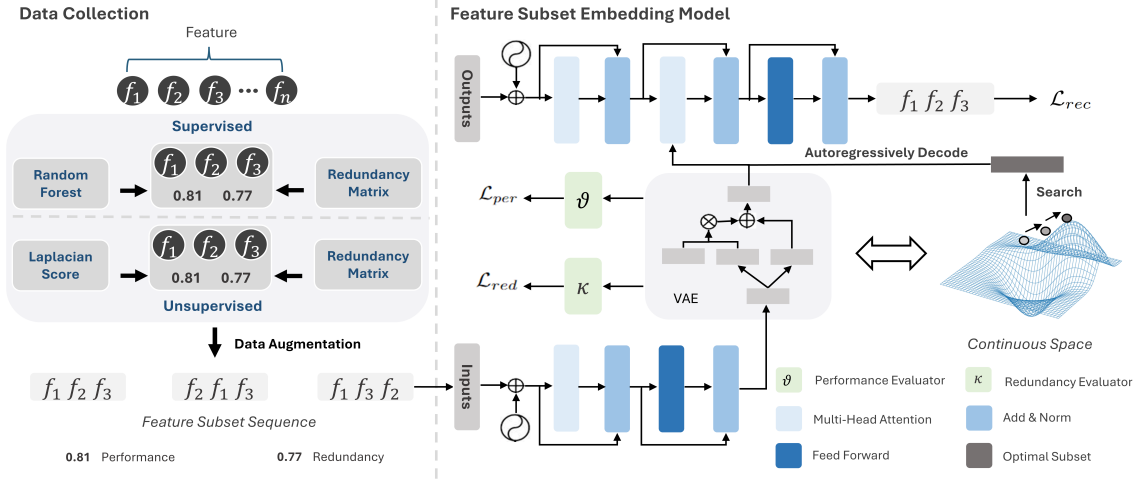 Data Collection
Feature
f1 f2 f3 ••• fn
Supervised
Random
Forest
f1 f2 f3
0.81 0.77
Redundancy
Matrix
Laplacian
Score
f1 f2 f3
0.81 0.77
Redundancy
Matrix
Unsupervised
Data Augmentation
f1 f2 f3
f2 f1 f3
f1 f3 f2
Feature Subset Sequence
0.81 Performance
0.77 Redundancy
Feature Subset Embedding Model
Outputs
f1 f2 f3
ℒrec
Autoregressively Decode
Search
ℒper
ϑ
ℒred
κ
VAE
Continuous Space
Inputs
ϑ Performance Evaluator
κ Redundancy Evaluator
Multi-Head Attention
Add & Norm
Feed Forward
Optimal Subset